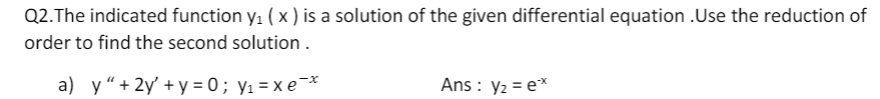 Q2.The indicated function y₁ ( x ) is a solution of the given differential equation .Use the reduction of
order to find the second solution .
a) y “ + 2y’ + y = 0 ; y₁ = x e⁻ˣ Ans : y₂ = e⁻ˣ